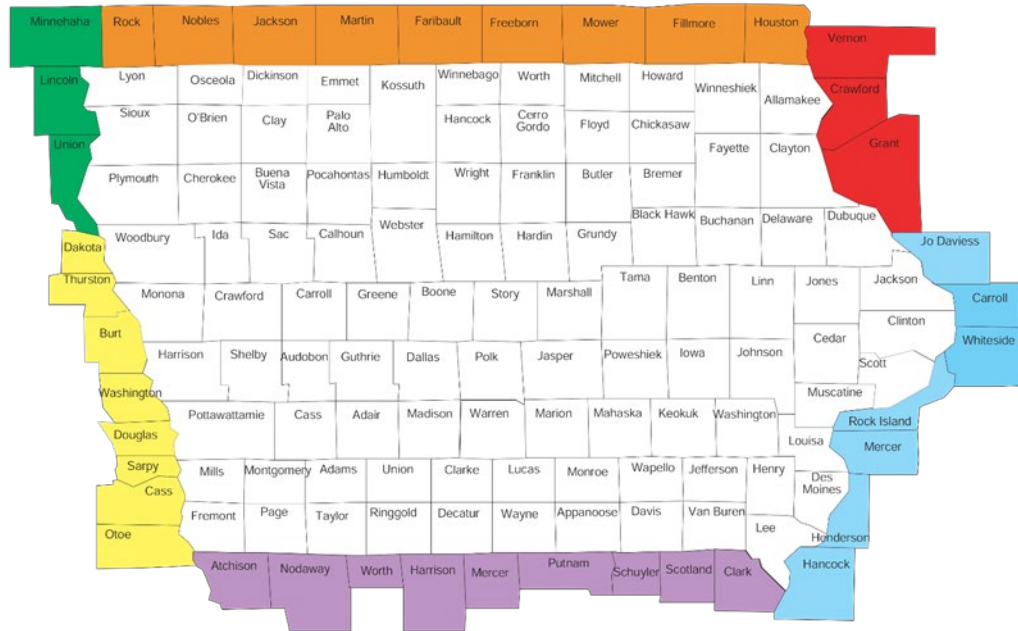 Minnehaha
Rock
Nobles
Jackson
Martin
Faribault
Freeborn
Mower
Fillmore
Houston
Vernon
Lincoln
Lyon
Osceola
Dickinson
Emmet
Kossuth
Winnebago
Worth
Mitchell
Howard
Winneshiek
Allamakee
Crawford
Sioux
O'Brien
Clay
Palo
Alto
Hancock
Cerro
Gordo
Floyd
Chickasaw
Union
Fayette
Clayton
Grant
Plymouth
Cherokee
Buena
Vista
Pocahontas
Humboldt
Wright
Franklin
Butler
Bremer
Dakota
Woodbury
Ida
Sac
Calhoun
Webster
Hamilton
Hardin
Grundy
Black Hawk
Buchanan
Delaware
Dubuque
Jo Daviess
Thurston
Monona
Crawford
Carroll
Greene
Boone
Story
Marshall
Tama
Benton
Linn
Jones
Jackson
Carroll
Burt
Harrison
Shelby
Audobon
Guthrie
Dallas
Polk
Jasper
Poweshiek
Iowa
Johnson
Cedar
Clinton
Scott
Whiteside
Washington
Muscatine
Douglas
Pottawattamie
Cass
Adair
Madison
Warren
Marion
Mahaska
Keokuk
Washington
Louisa
Rock Island
Mercer
Sarpy
Cass
Mills
Montgomery
Adams
Union
Clarke
Lucas
Monroe
Wapello
Jefferson
Henry
Des
Moines
Otoe
Fremont
Page
Taylor
Ringgold
Decatur
Wayne
Appanoose
Davis
Van Buren
Lee
Henderson
Atchison
Nodaway
Worth
Harrison
Mercer
Putnam
Schuyler
Scotland
Clark
Hancock